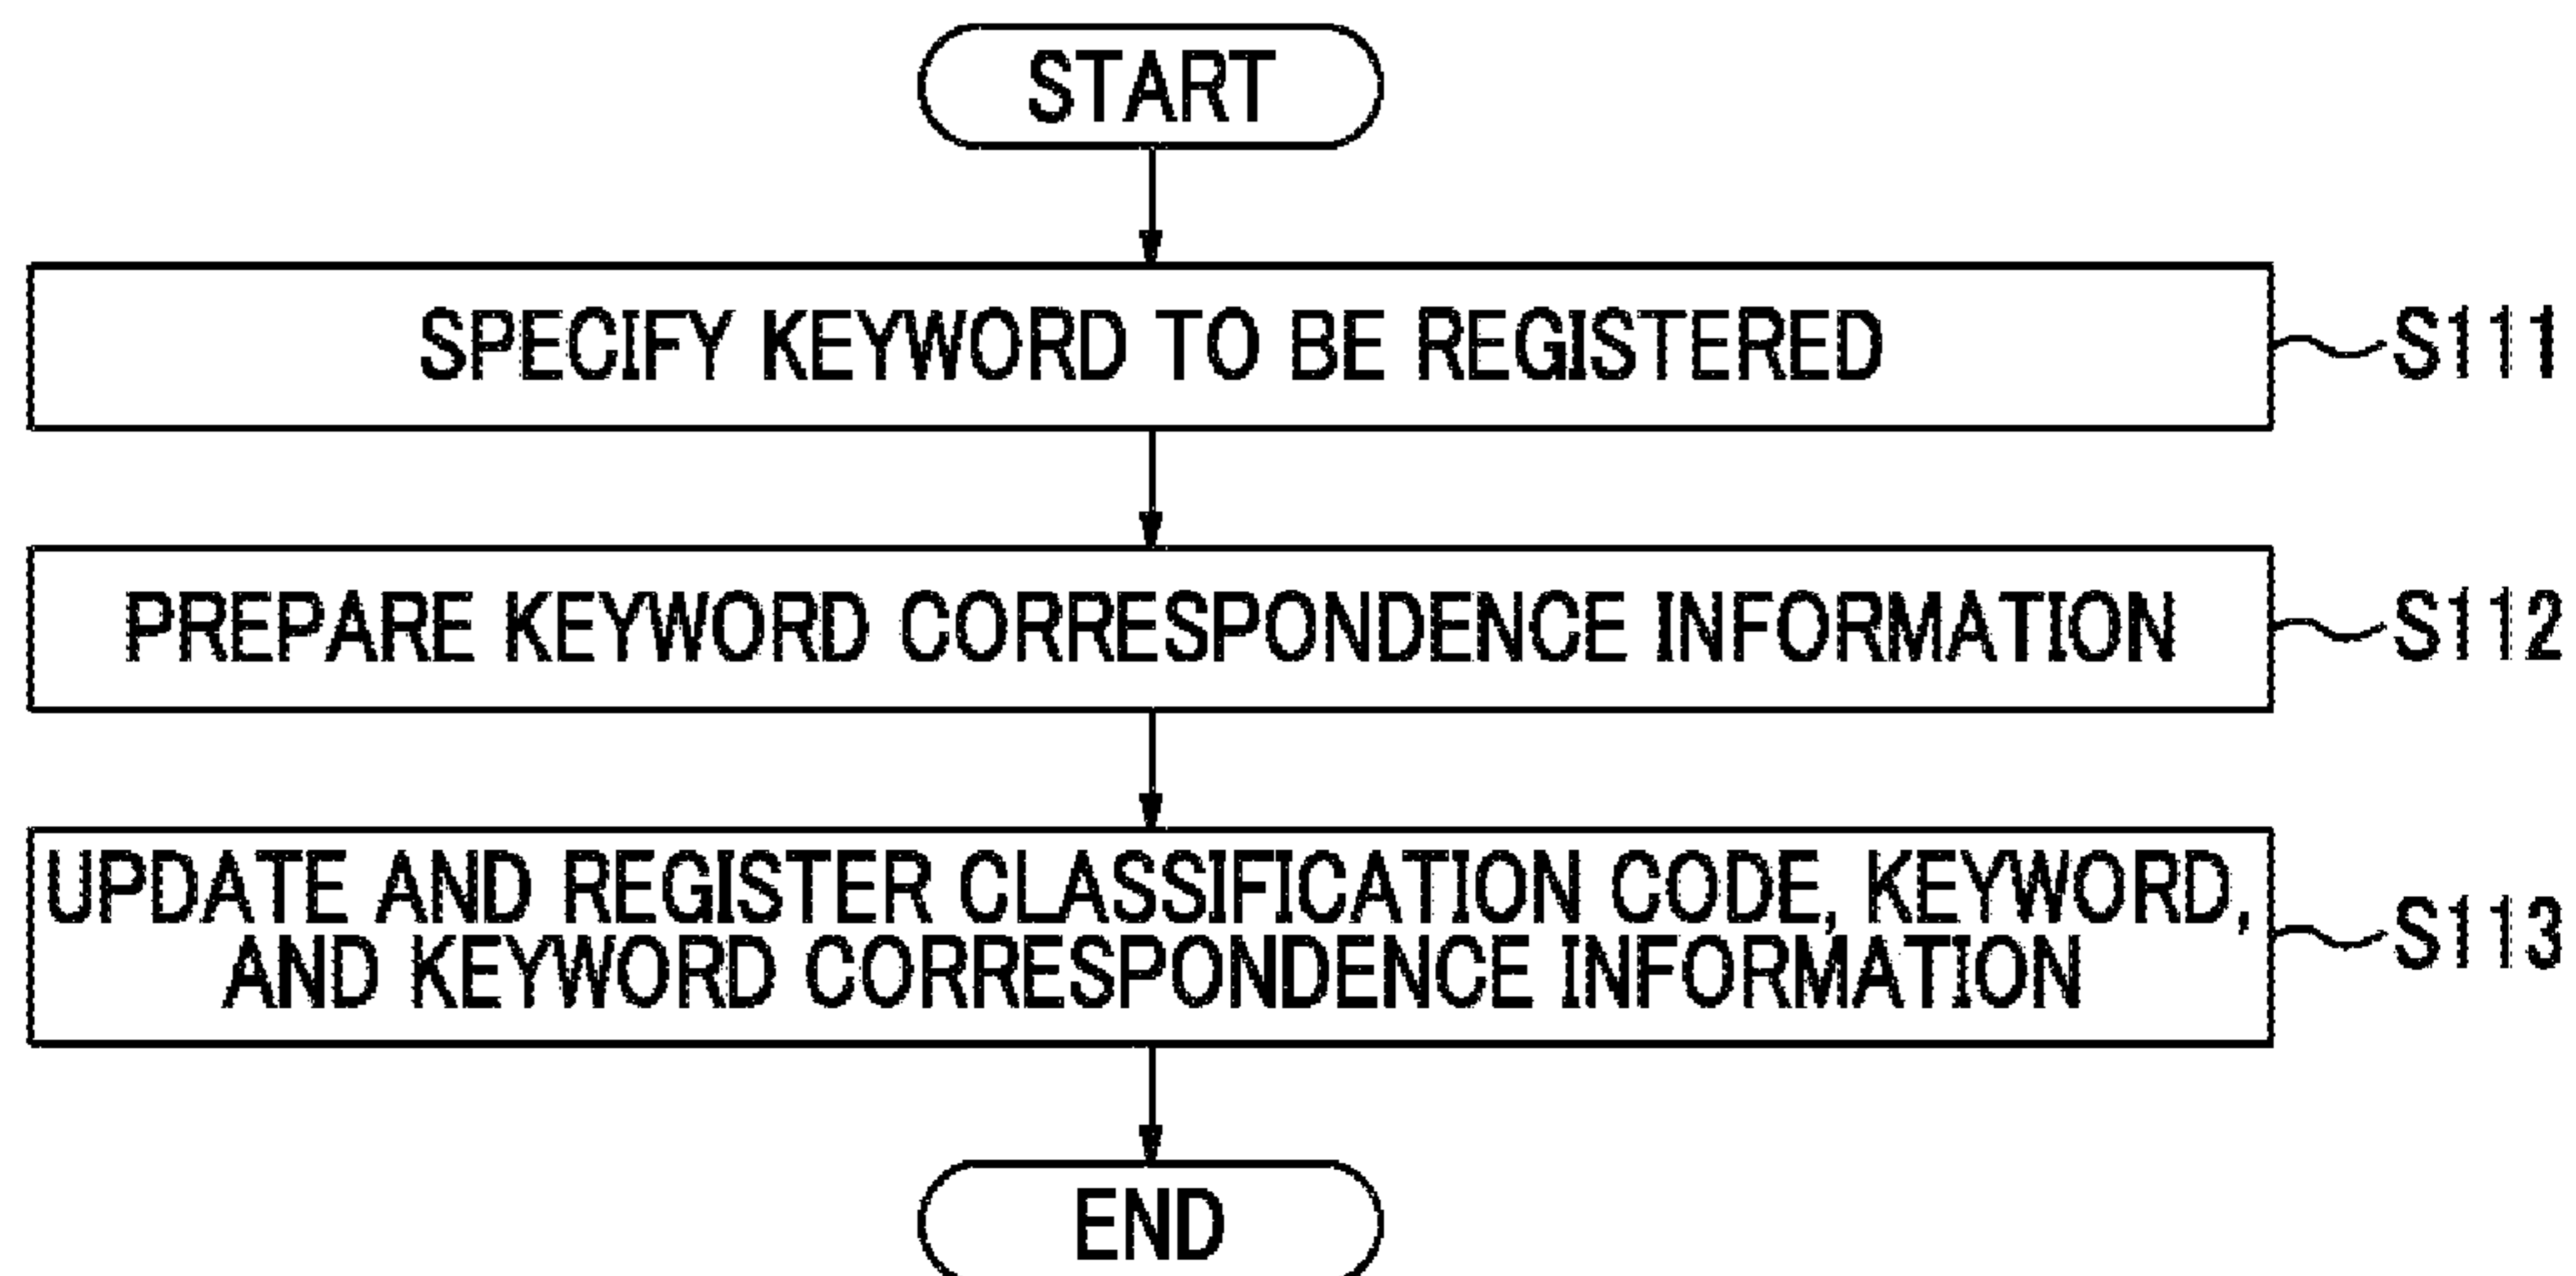 START
SPECIFY KEYWORD TO BE REGISTERED
S111
PREPARE KEYWORD CORRESPONDENCE INFORMATION
S112
UPDATE AND REGISTER CLASSIFICATION CODE, KEYWORD,
AND KEYWORD CORRESPONDENCE INFORMATION
S113
END